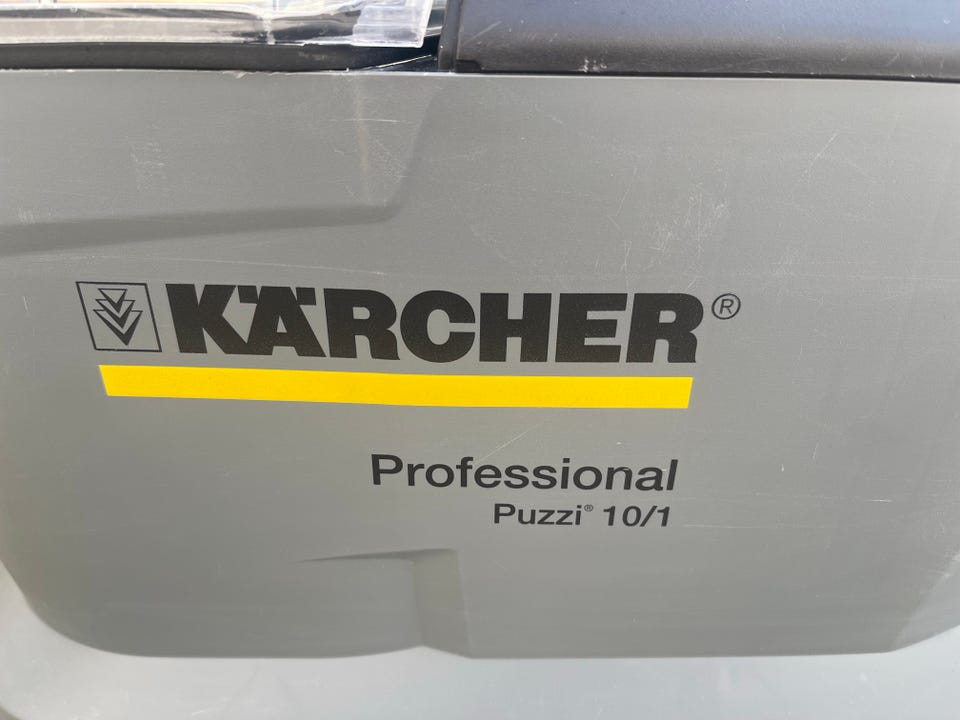 KÄRCHER®
Professional
Puzzi® 10/1